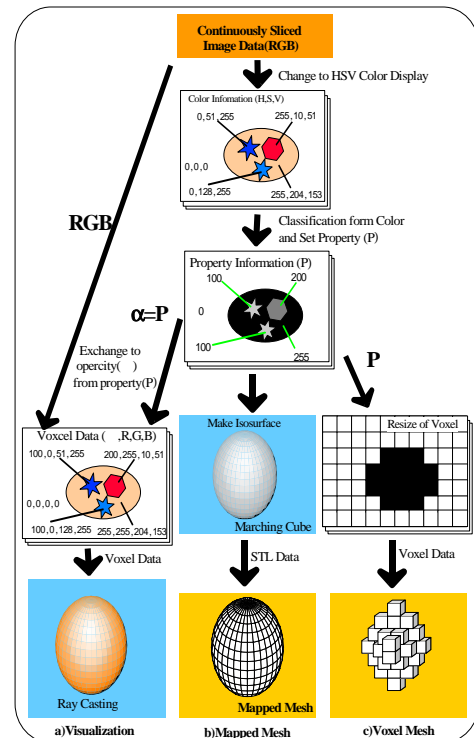 Continuously Sliced
Image Data(RGB)
Change to HSV Color Display
Color Infomation (H,S,V)
0,51,255
255,10,51
0,0,0
0,128,255
255,204,153
RGB
Classification form Color
and Set Property (P)
Property Information (P)
100
200
0
100
255
α=P
P
Exchange to
opercity( )
from property(P)
Voxcel Data ( ,R,G,B)
100,0,51,255
200,255,10,51
0,0,0,0
100,0,128,255
255,255,204,153
Make Isosurface
Marching Cube
Resize of Voxel
Voxel Data
STL Data
Voxel Data
Ray Casting
Mapped Mesh
a)Visualization
b)Mapped Mesh
c)Voxel Mesh